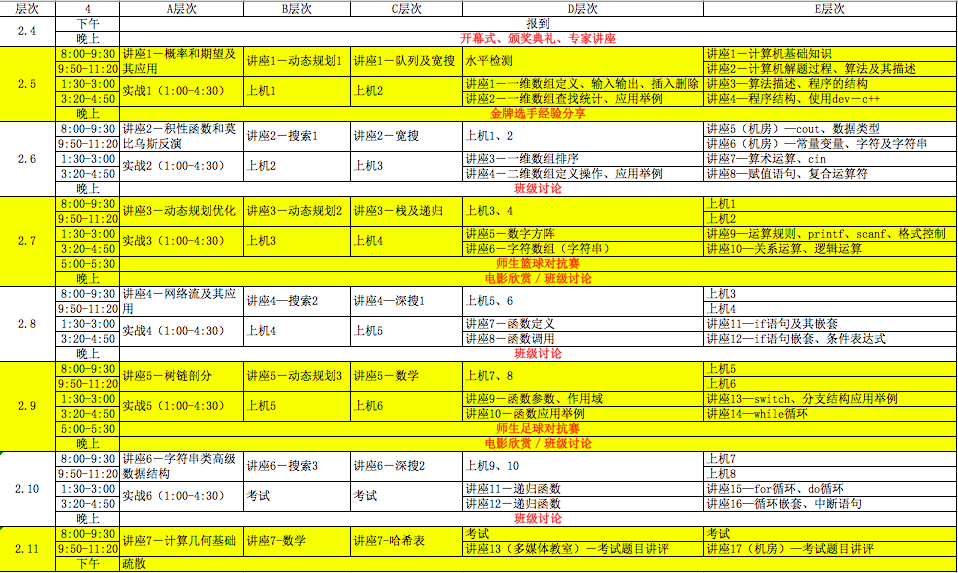 层次 4 A层次 B层次 C层次 D层次 E层次
2.4 下午 报到
晚上 开幕式、颁奖典礼、专家讲座
2.5 8:00-9:30 讲座1－概率和期望及其应用 讲座1－动态规划1 讲座1－队列及宽搜 水平检测 讲座1－计算机基础知识
9:50-11:20 讲座2－计算机解题过程、算法及其描述
1:30-3:00 实战1（1:00-4:30） 上机1 上机2 讲座1－一维数组定义、输入输出、插入删除 讲座3－算法描述、程序的结构
3:20-4:50 讲座2－一维数组查找统计、应用举例 讲座4－程序结构、使用dev－c++
晚上 金牌选手经验分享
2.6 8:00-9:30 讲座2－积性函数和莫比乌斯反演 讲座1－搜索1 讲座2－宽搜 上机1、2 讲座5（机房）—cout、数据类型
9:50-11:20 讲座6（机房）—常量变量、字符及字符串
1:30-3:00 实战2（1:00-4:30） 上机2 上机3 讲座3－一维数组排序 讲座7—算术运算、cin
3:20-4:50 讲座4－二维数组定义操作、应用举例 讲座8—赋值语句、复合运算符
晚上 班级讨论
2.7 8:00-9:30 讲座3－动态规划优化 讲座3－动态规划2 讲座3－栈及递归 上机3、4 上机1
9:50-11:20 上机2
1:30-3:00 实战3（1:00-4:30） 上机3 上机4 讲座5－数字方阵 讲座9—运算规则、printf、scanf、格式控制
3:20-4:50 讲座6－字符数组（字符串） 讲座10—关系运算、逻辑运算
5:00-5:30 师生篮球对抗赛
晚上 电影欣赏/班级讨论
2.8 8:00-9:30 讲座4－网络流及其应用 讲座4－搜索2 讲座4—深搜1 上机5、6 上机3
9:50-11:20 上机4
1:30-3:00 实战4（1:00-4:30） 上机4 上机5 讲座7－函数定义 讲座11—if语句及其嵌套
3:20-4:50 讲座8－函数调用 讲座12—if语句嵌套、条件表达式
晚上 班级讨论
2.9 8:00-9:30 讲座5－树链剖分 讲座5－动态规划3 讲座5－数学 上机7、8 上机5
9:50-11:20 上机6
1:30-3:00 实战5（1:00-4:30） 上机5 上机6 讲座9－函数参数、作用域 讲座13—switch、分支结构应用举例
3:20-4:50 讲座10－函数应用举例 讲座14—while循环
5:00-5:30 师生足球对抗赛
晚上 电影欣赏/班级讨论
2.10 8:00-9:30 讲座6－字符串类高级数据结构 讲座6－搜索3 讲座6－深搜2 上机9、10 上机7
9:50-11:20 上机8
1:30-3:00 实战6（1:00-4:30） 考试 考试 讲座11－递归函数 讲座15—for循环、do循环
3:20-4:50 讲座12－递归函数 讲座16—循环嵌套、中断语句
晚上 班级讨论
2.11 8:00-9:30 讲座7－计算几何基础 讲座7-数学 讲座7-哈希表 考试 考试
9:50-11:20 讲座13（多媒体教室）－考试题目讲评 讲座17（机房）—考试题目讲评
下午 疏散